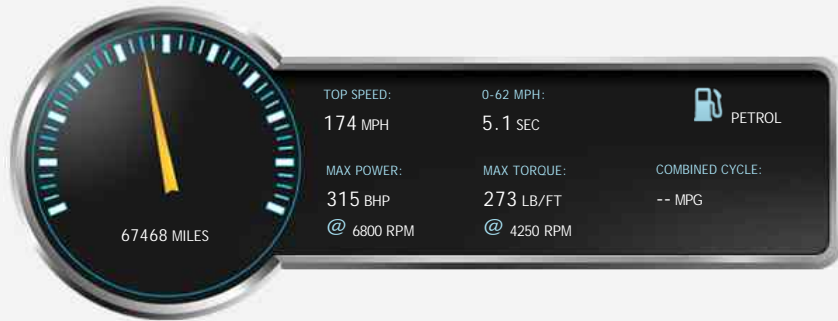 67468 MILES
TOP SPEED:
174 MPH
0-62 MPH:
5.1 SEC
PETROL
MAX POWER:
315 BHP
@ 6800 RPM
MAX TORQUE:
273 LB/FT
@ 4250 RPM
COMBINED CYCLE:
-- MPG